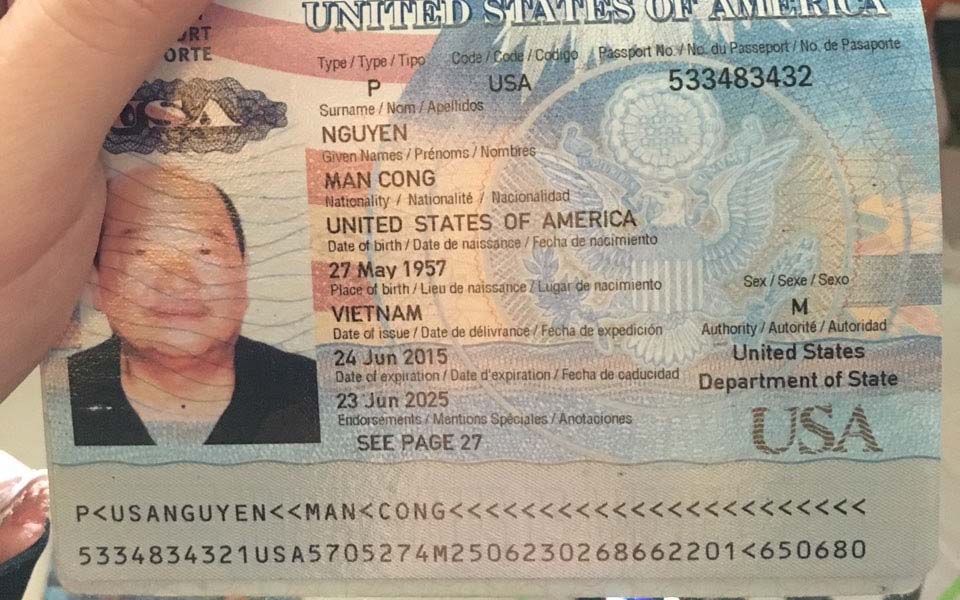 UNITED STATES OF AMERICA
ORT
ORTE
Type / Type / Tipo Code / Code / Codigo Passport No. / No. du Passeport / No. de Pasaporte
P USA 533483432
USA
Surname / Nom / Apellidos
NGUYEN
Given Names / Prénoms / Nombres
MAN CONG
Nationality / Nationalité / Nacionalidad
UNITED STATES OF AMERICA
Date of birth / Date de naissance / Fecha de nacimiento
27 May 1957
Place of birth / Lieu de naissance / Lugar de nacimiento Sex / Sexe / Sexo
VIETNAM M
Date of issue / Date de délivrance / Fecha de expedición Authority / Autorité / Autoridad
24 Jun 2015 United States
Date of expiration / Date d'expiration / Fecha de caducidad Department of State
23 Jun 2025
Endorsements / Mentions Spéciales / Anotaciones
SEE PAGE 27 USA
P<USANGUYEN<<MAN<CONG<<<<<<<<<<<<<<<<<<<<<<<
5334834321USA5705274M2506230268662201<650680